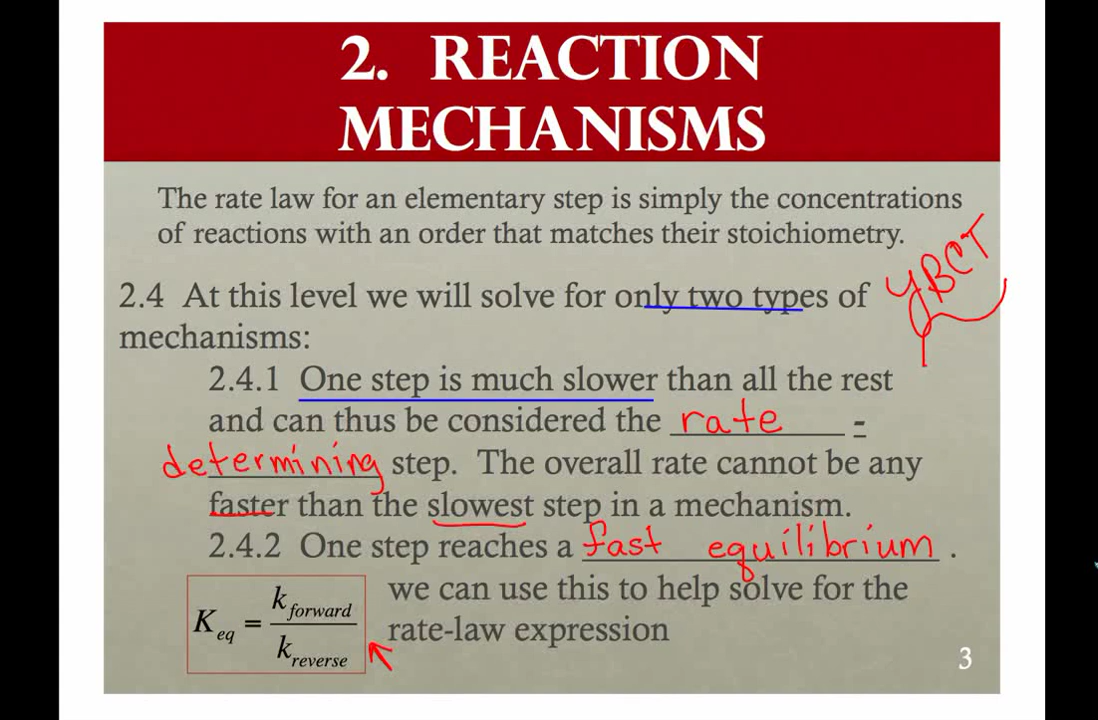 2. REACTION
MECHANISMS
The rate law for an elementary step is simply the concentrations
of reactions with an order that matches their stoichiometry.
YBCT
2.4 At this level we will solve for only two types of
mechanisms:
2.4.1 One step is much slower than all the rest
and can thus be considered the rate -
determining step. The overall rate cannot be any
faster than the slowest step in a mechanism.
2.4.2 One step reaches a fast equilibrium .
we can use this to help solve for the
rate-law expression
K_eq = k_forward / k_reverse
3